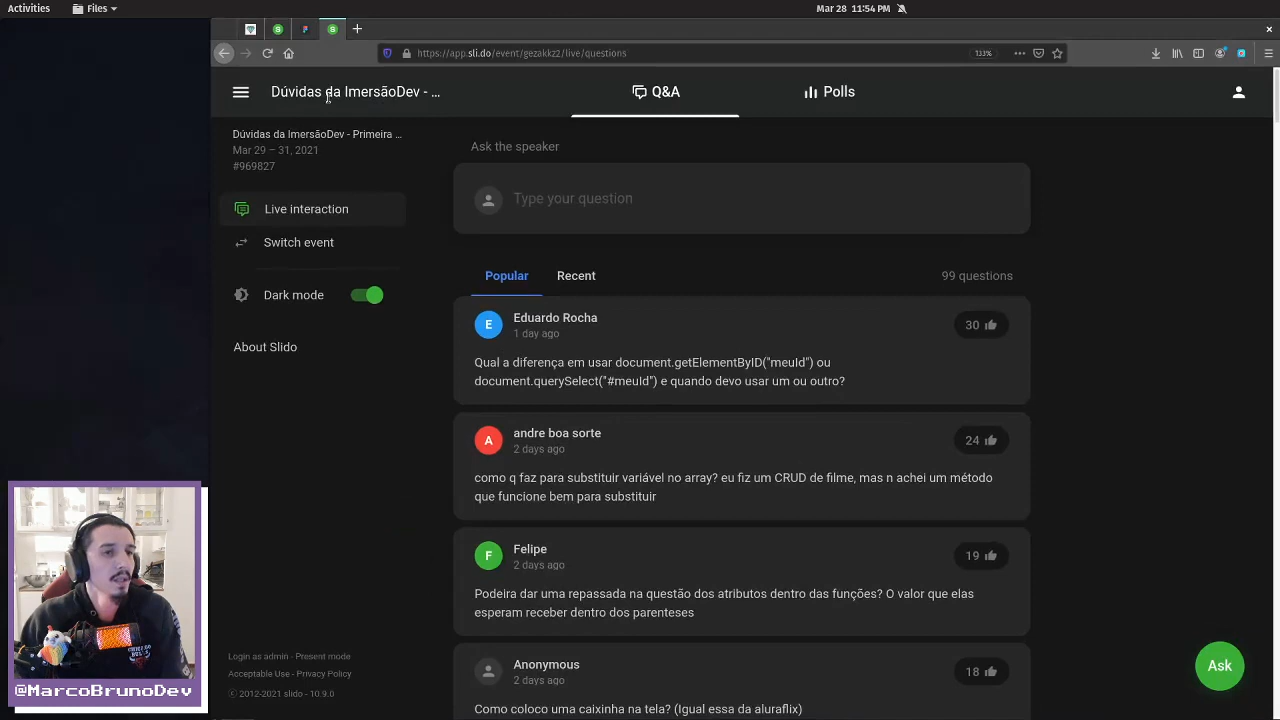 Activities
Files
Mar 28 11:54 PM
https://app.sli.do/event/gezakkz2/live/questions
133%
Dúvidas da ImersãoDev - ...
Q&A
Polls
Dúvidas da ImersãoDev - Primeira ...
Mar 29 – 31, 2021
#969827
Live interaction
Switch event
Dark mode
About Slido
Ask the speaker
Type your question
Popular
Recent
99 questions
E
Eduardo Rocha
1 day ago
30
Qual a diferença em usar document.getElementByID("meuId") ou
document.querySelect("#meuId") e quando devo usar um ou outro?
A
andre boa sorte
2 days ago
24
como q faz para substituir variável no array? eu fiz um CRUD de filme, mas n achei um método
que funcione bem para substituir
F
Felipe
2 days ago
19
Podeira dar uma repassada na questão dos atributos dentro das funções? O valor que elas
esperam receber dentro dos parenteses
Anonymous
2 days ago
18
Como coloco uma caixinha na tela? (Igual essa da aluraflix)
Login as admin - Present mode
Acceptable Use - Privacy Policy
© 2012-2021 slido - 10.9.0
Ask
@MarcoBrunoDev